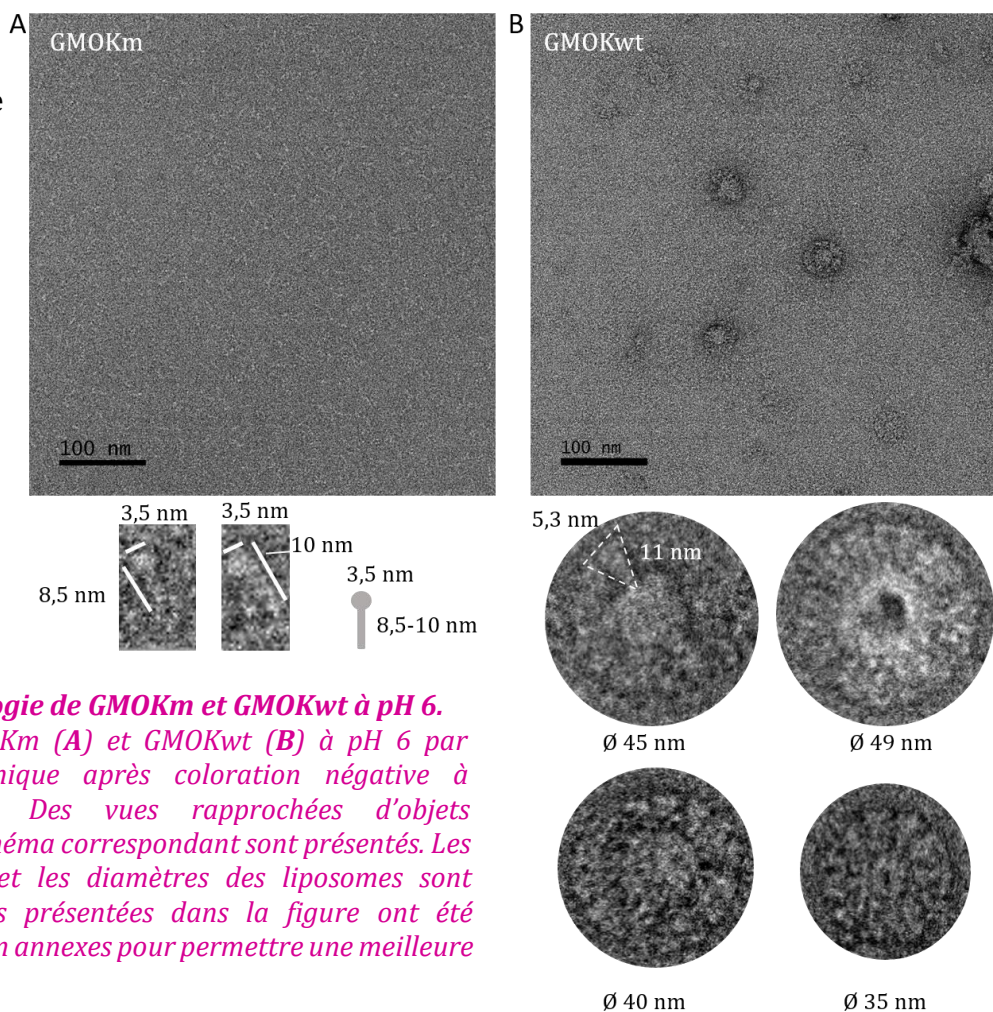 A
GMOKm
e
100 nm
3,5 nm
3,5 nm
10 nm
8,5 nm
3,5 nm
8,5-10 nm
B
GMOKwt
100 nm
5,3 nm
11 nm
Ø 45 nm
Ø 49 nm
Ø 40 nm
Ø 35 nm
ogie de GMOKm et GMOKwt à pH 6.
Km (A) et GMOKwt (B) à pH 6 par
nique après coloration négative à
Des vues rapprochées d'objets
héma correspondant sont présentés. Les
et les diamètres des liposomes sont
s présentées dans la figure ont été
n annexes pour permettre une meilleure